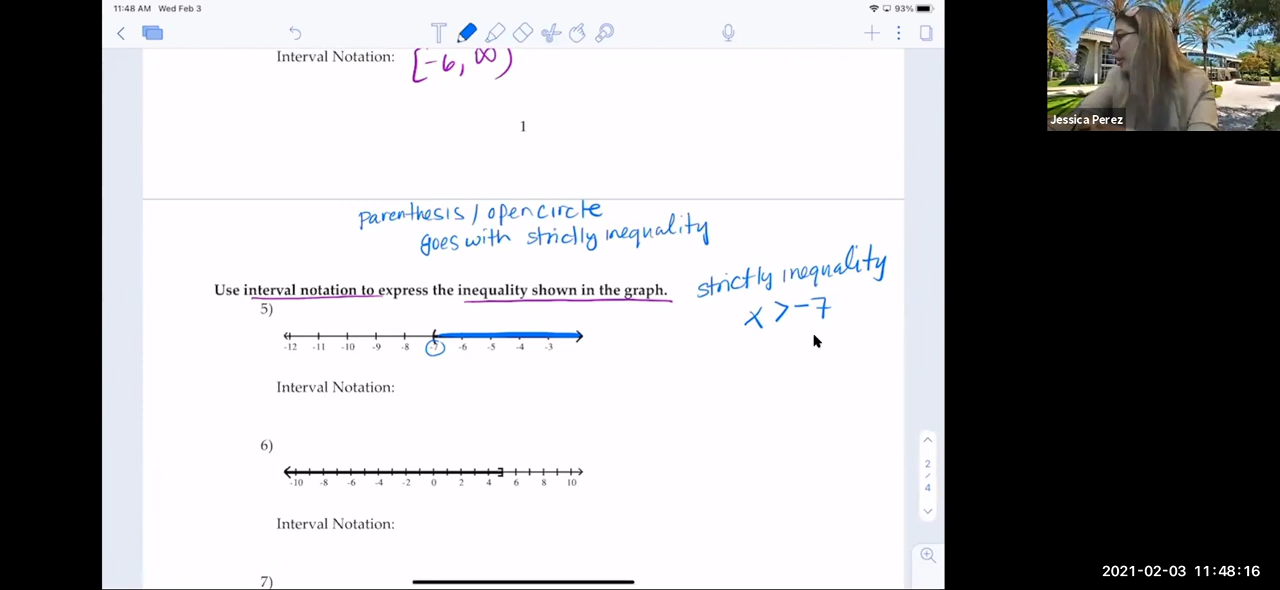 11:48 AM Wed Feb 3
93%
Interval Notation: [-6, ∞)
1
parenthesis / open circle
goes with strictly inequality
Use interval notation to express the inequality shown in the graph.
strictly inequality
x > -7
5)
-12 -11 -10 -9 -8 -7 -6 -5 -4 -3
Interval Notation:
6)
-10 -8 -6 -4 -2 0 2 4 6 8 10
Interval Notation:
7)
2
/
4
Jessica Perez
2021-02-03 11:48:16